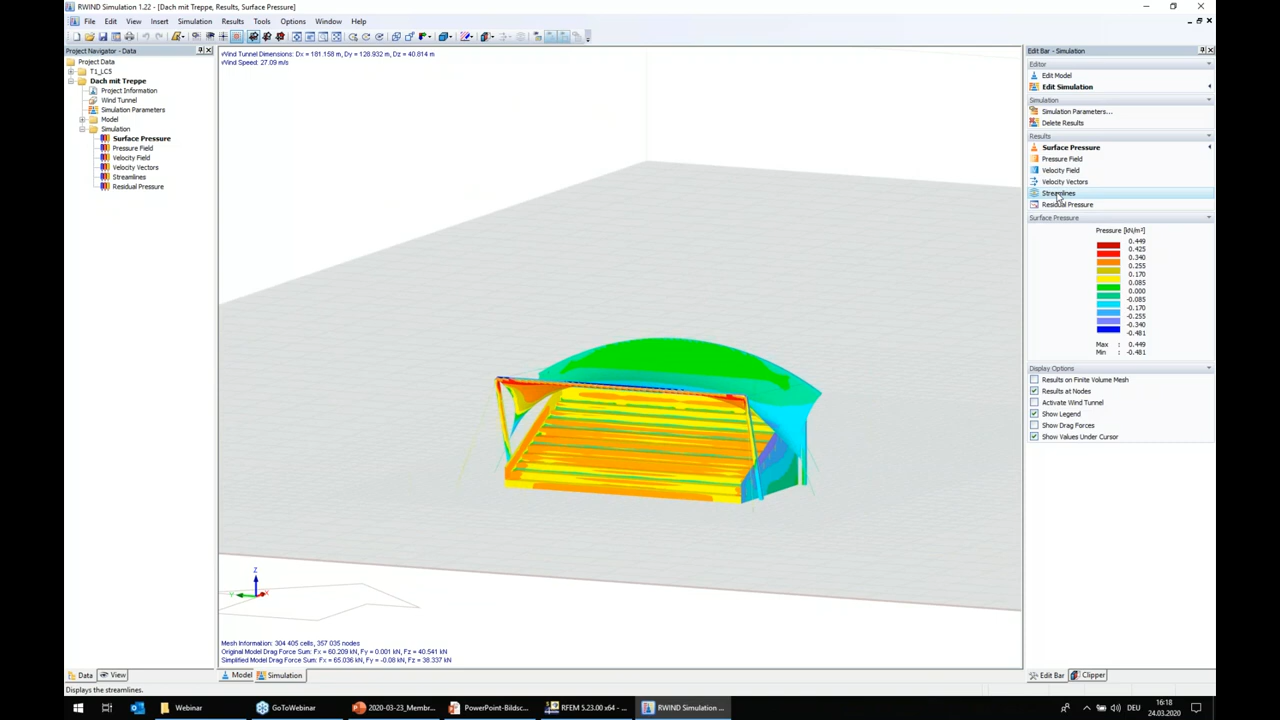 RWIND Simulation 1.22 - [Dach mit Treppe, Results, Surface Pressure]
File Edit View Insert Simulation Results Tools Options Window Help
Project Navigator - Data
Project Data
T1_LC5
Dach mit Treppe
Project Information
Wind Tunnel
Simulation Parameters
Model
Simulation
Surface Pressure
Pressure Field
Velocity Field
Velocity Vectors
Streamlines
Residual Pressure
Data
View
Wind Tunnel Dimensions: Dx = 181.158 m, Dy = 128.932 m, Dz = 40.814 m
Wind Speed: 27.09 m/s
Z
Y
X
Mesh Information: 304 405 cells, 357 035 nodes
Original Model Drag Force Sum: Fx = 60.209 kN, Fy = 0.001 kN, Fz = 40.541 kN
Simplified Model Drag Force Sum: Fx = 65.036 kN, Fy = -0.08 kN, Fz = 38.337 kN
Model
Simulation
Edit Bar - Simulation
Editor
Edit Model
Edit Simulation
Simulation
Simulation Parameters...
Delete Results
Results
Surface Pressure
Pressure Field
Velocity Field
Velocity Vectors
Streamlines
Residual Pressure
Surface Pressure
Pressure [kN/m²]
0.449
0.425
0.340
0.255
0.170
0.085
0.000
-0.085
-0.170
-0.255
-0.340
-0.481
Max : 0.449
Min : -0.481
Display Options
Results on Finite Volume Mesh
Results at Nodes
Activate Wind Tunnel
Show Legend
Show Drag Forces
Show Values Under Cursor
Edit Bar
Clipper
Displays the streamlines.
Webinar
GoToWebinar
2020-03-23_Membr...
PowerPoint-Bildsc...
RFEM 5.23.00 x64 - ...
RWIND Simulation ...
DEU
16:18
24.03.2020